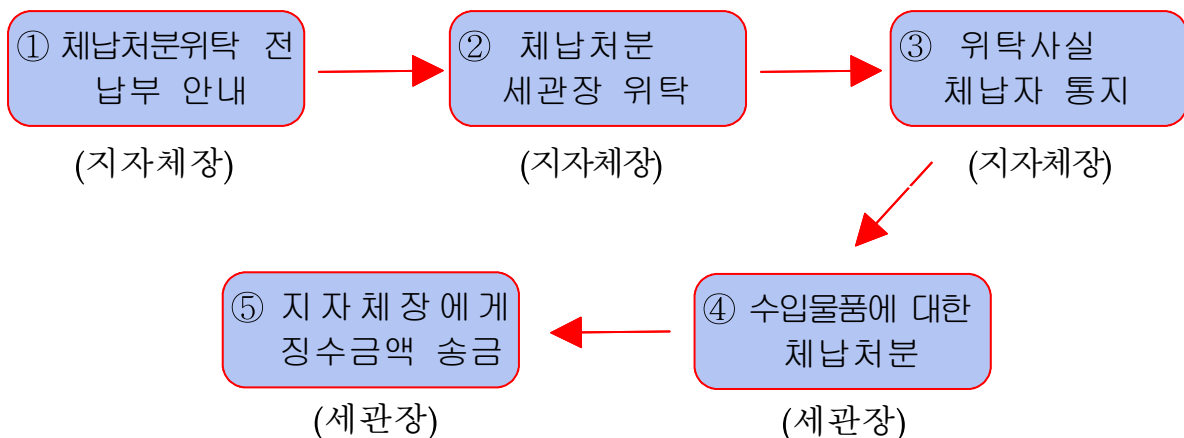 ① 체납처분위탁 전
납부 안내
(지자체장)
② 체납처분
세관장 위탁
(지자체장)
③ 위탁사실
체납자 통지
(지자체장)
④ 수입물품에 대한
체납처분
(세관장)
⑤ 지자체장에게
징수금액 송금
(세관장)